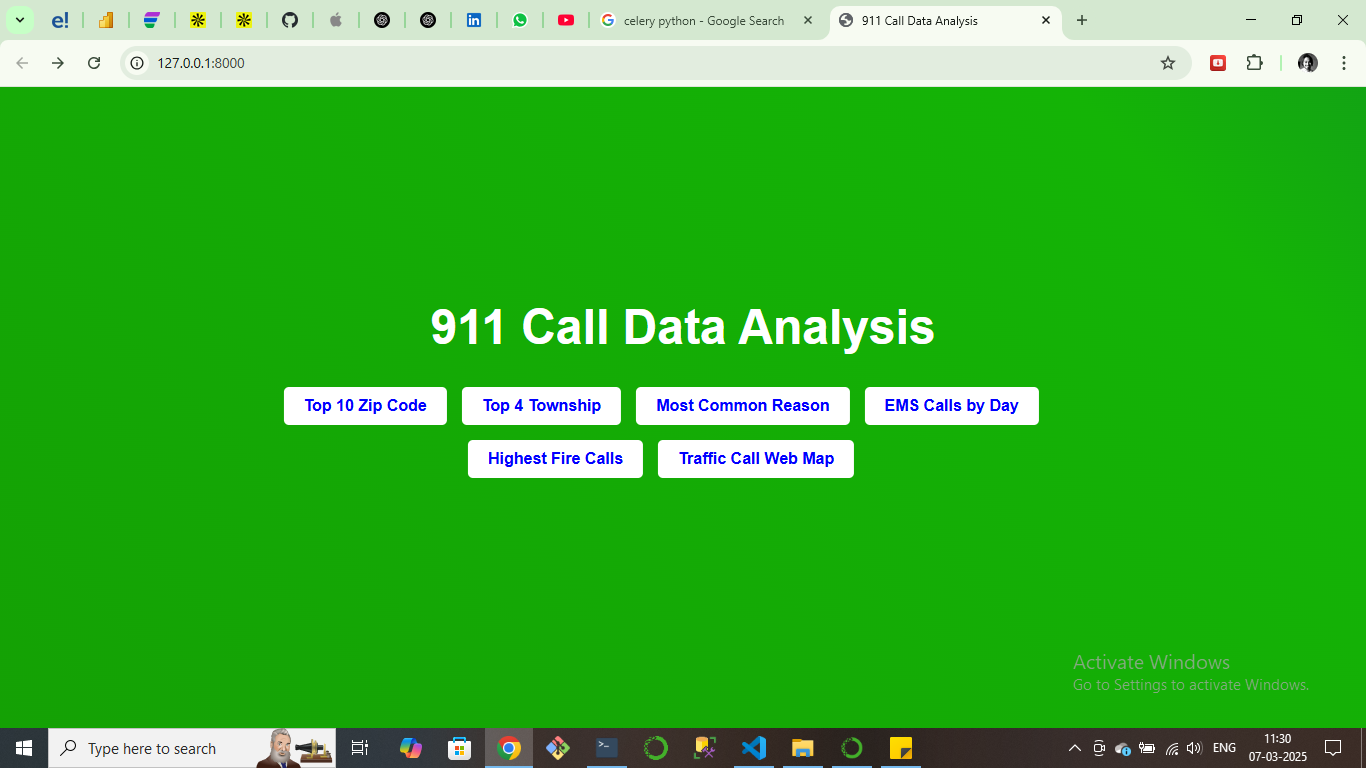 e!
celery python - Google Search
911 Call Data Analysis
127.0.0.1:8000
911 Call Data Analysis
Top 10 Zip Code
Top 4 Township
Most Common Reason
EMS Calls by Day
Highest Fire Calls
Traffic Call Web Map
Activate Windows
Go to Settings to activate Windows.
Type here to search
ENG
11:30
07-03-2025